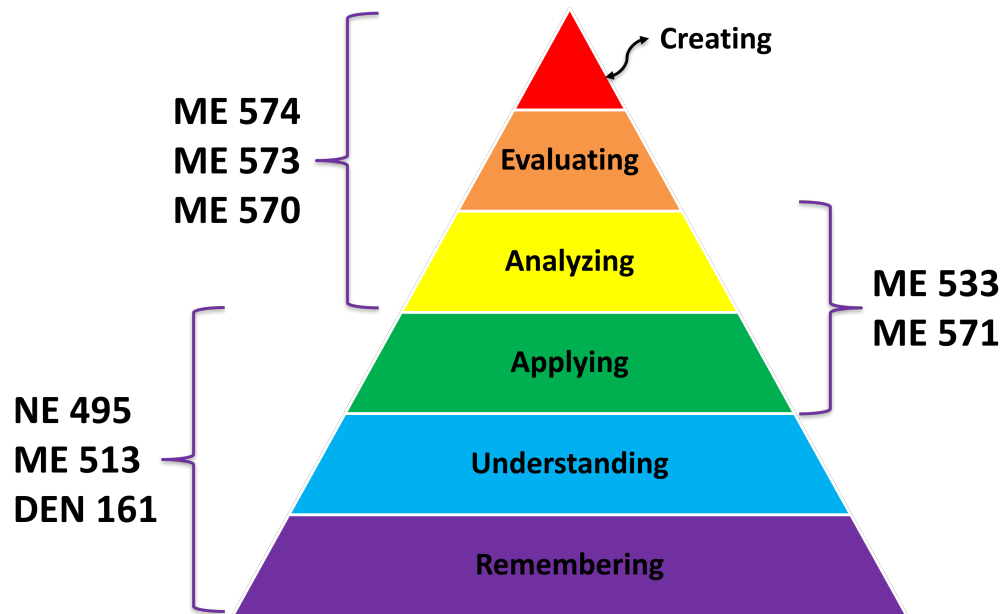 Creating
ME 574
ME 573
ME 570
Evaluating
Analyzing
ME 533
ME 571
Applying
NE 495
ME 513
DEN 161
Understanding
Remembering